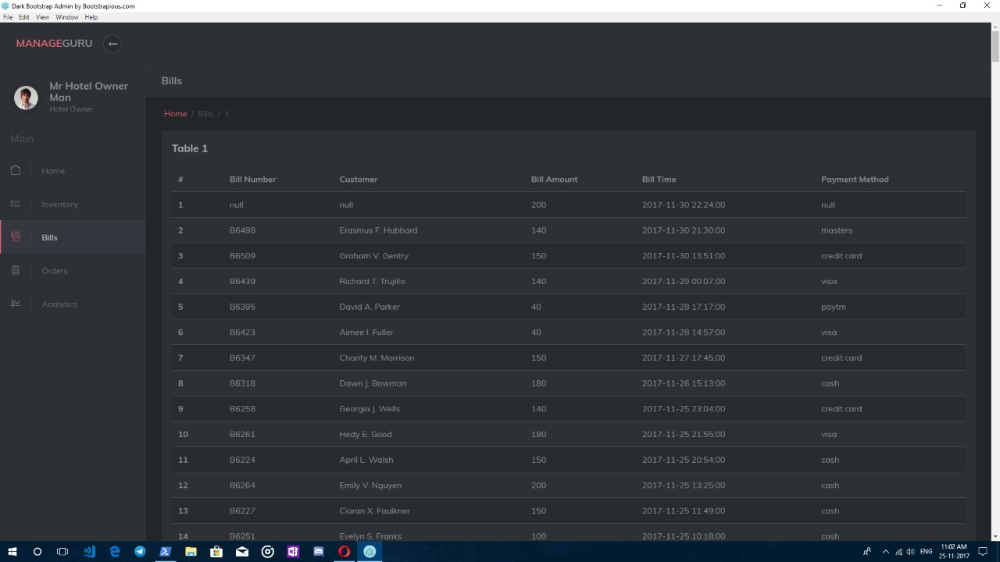 Dark Bootstrap Admin by Bootstrapious.com
File Edit View Window Help
MANAGEGURU
Mr Hotel Owner
Man
Hotel Owner
Main
Home
Inventory
Bills
Orders
Analytics
Bills
Home / Bills / 1
Table 1
# Bill Number Customer Bill Amount Bill Time Payment Method
1 null null 200 2017-11-30 22:24:00 null
2 B6498 Erasmus F. Hubbard 140 2017-11-30 21:30:00 masters
3 B6509 Graham V. Gentry 150 2017-11-30 13:51:00 credit card
4 B6439 Richard T. Trujillo 140 2017-11-29 00:07:00 visa
5 B6395 David A. Parker 40 2017-11-28 17:17:00 paytm
6 B6423 Aimee I. Fuller 40 2017-11-28 14:57:00 visa
7 B6347 Charity M. Morrison 150 2017-11-27 17:45:00 credit card
8 B6318 Dawn J. Bowman 180 2017-11-26 15:13:00 cash
9 B6258 Georgia J. Wells 140 2017-11-25 23:04:00 credit card
10 B6261 Hedy E. Good 180 2017-11-25 21:55:00 visa
11 B6224 April L. Walsh 150 2017-11-25 20:54:00 cash
12 B6264 Emily V. Nguyen 200 2017-11-25 13:25:00 cash
13 B6227 Ciaran X. Faulkner 150 2017-11-25 11:49:00 cash
14 B6251 Evelyn S. Franks 100 2017-11-25 10:18:00 cash
ENG
11:02 AM
25-11-2017